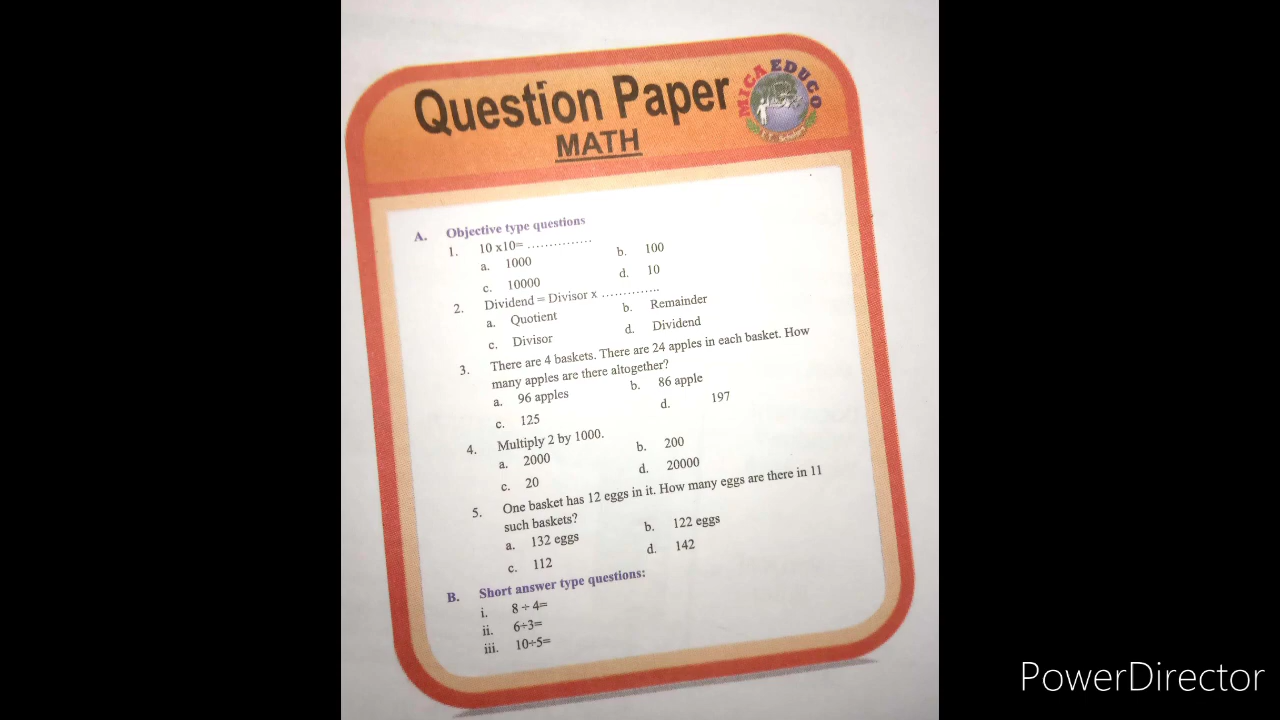 Question Paper
MICA EDUCO
MATH
A. Objective type questions
1. 10 x10= ...............
a. 1000 b. 100
c. 10000 d. 10
2. Dividend = Divisor x ..............
a. Quotient b. Remainder
c. Divisor d. Dividend
3. There are 4 baskets. There are 24 apples in each basket. How
many apples are there altogether?
a. 96 apples b. 86 apple
c. 125 d. 197
4. Multiply 2 by 1000.
a. 2000 b. 200
c. 20 d. 20000
5. One basket has 12 eggs in it. How many eggs are there in 11
such baskets?
a. 132 eggs b. 122 eggs
c. 112 d. 142
B. Short answer type questions:
i. 8 ÷ 4=
ii. 6÷3=
iii. 10÷5=
PowerDirector